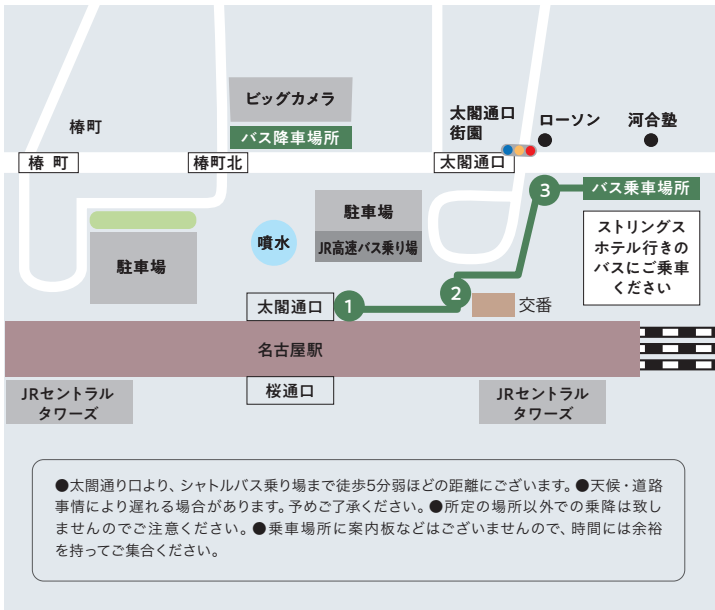 ビッグカメラ
バス降車場所
椿町
太閤通口
街園
ローソン
河合塾
椿 町
椿町北
太閤通口
3
バス乗車場所
駐車場
JR高速バス乗り場
噴水
駐車場
ストリングス
ホテル行きの
バスにご乗車
ください
太閤通口
1
2
交番
名古屋駅
JRセントラル
タワーズ
桜通口
JRセントラル
タワーズ
●太閤通り口より、シャトルバス乗り場まで徒歩5分弱ほどの距離にございます。●天候・道路
事情により遅れる場合があります。予めご了承ください。●所定の場所以外での乗降は致し
ませんのでご注意ください。●乗車場所に案内板などはございませんので、時間には余裕
を持ってご集合ください。